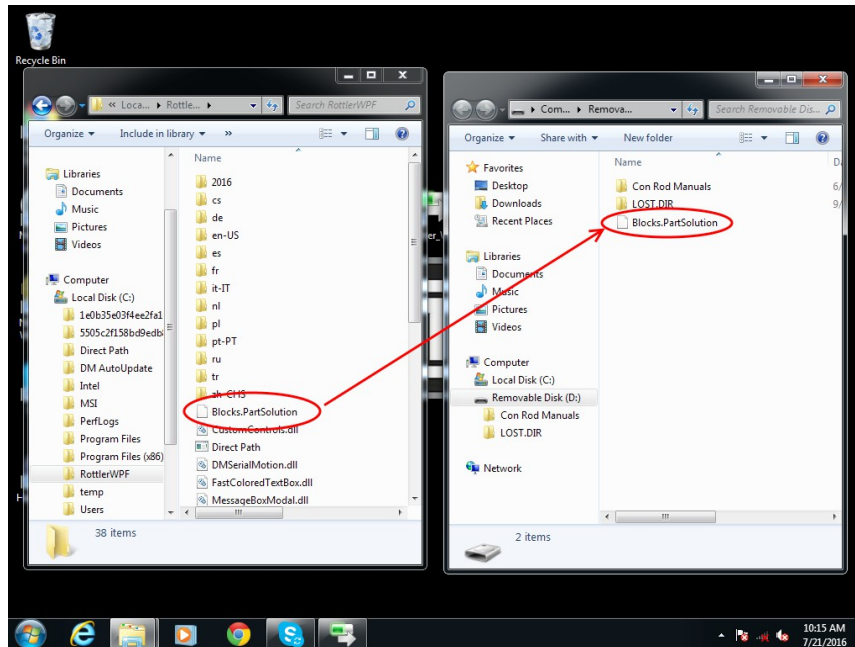 Recycle Bin
« Loca... Rottle...
Search RottlerWPF
Organize
Include in library
»
Libraries
Documents
Music
Pictures
Videos
Computer
Local Disk (C:)
1e0b35e03f4ee2fa1
Direct Path
DM AutoUpdate
Intel
MSI
PerfLogs
Program Files
Program Files (x86)
RottlerWPF
temp
Users
Name
2016
cs
de
en-US
es
fr
it-IT
nl
pl
pt-PT
ru
tr
zh-CHS
Blocks.PartSolution
CustomControls.dll
Direct Path
DMSerialMotion.dll
FastColoredTextBox.dll
MessageBoxModal.dll
38 items
Com... Remova...
Search Removable Dis...
Organize
Share with
New folder
Favorites
Desktop
Downloads
Recent Places
Libraries
Documents
Music
Pictures
Videos
Computer
Local Disk (C:)
Removable Disk (D:)
Con Rod Manuals
LOST.DIR
Network
Name
Con Rod Manuals
6/
LOST.DIR
9/
Blocks.PartSolution
2 items
10:15 AM
7/21/2016